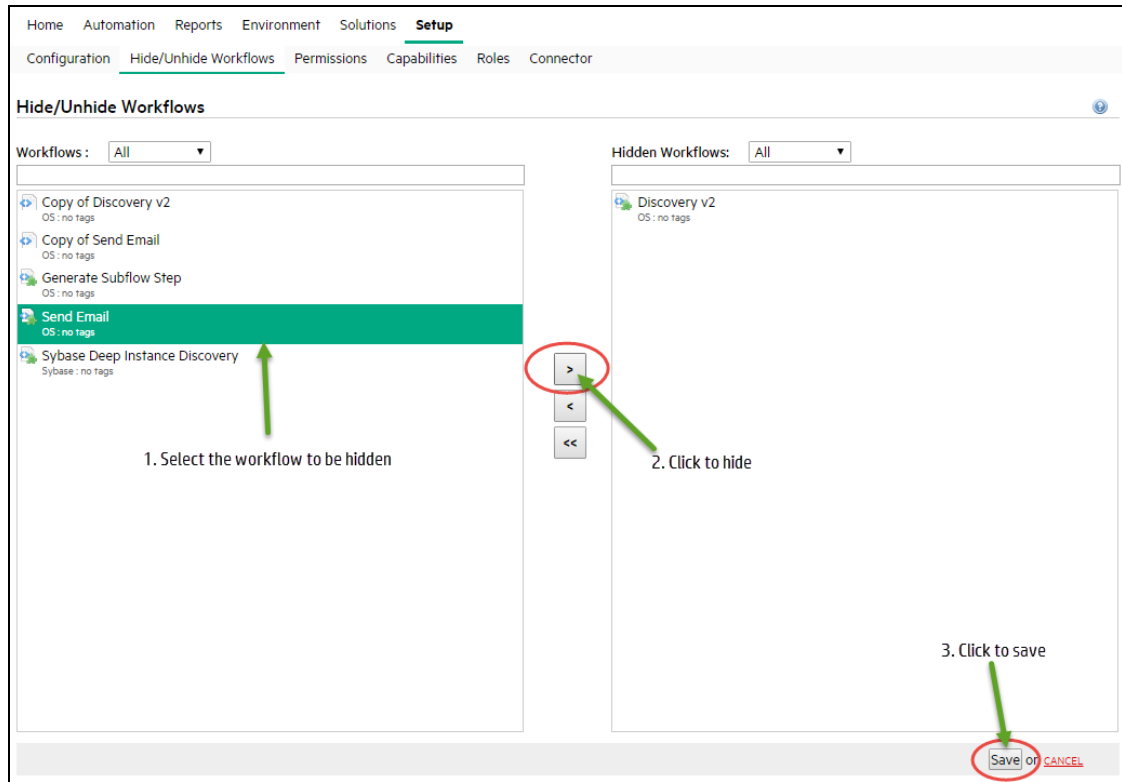 Home Automation Reports Environment Solutions Setup
Configuration Hide/Unhide Workflows Permissions Capabilities Roles Connector
Hide/Unhide Workflows
Workflows : All
Hidden Workflows: All
Copy of Discovery v2
OS : no tags
Copy of Send Email
OS : no tags
Generate Subflow Step
OS : no tags
Send Email
OS : no tags
Sybase Deep Instance Discovery
Sybase : no tags
Discovery v2
OS : no tags
>
<
<<
1. Select the workflow to be hidden
2. Click to hide
3. Click to save
Save or CANCEL